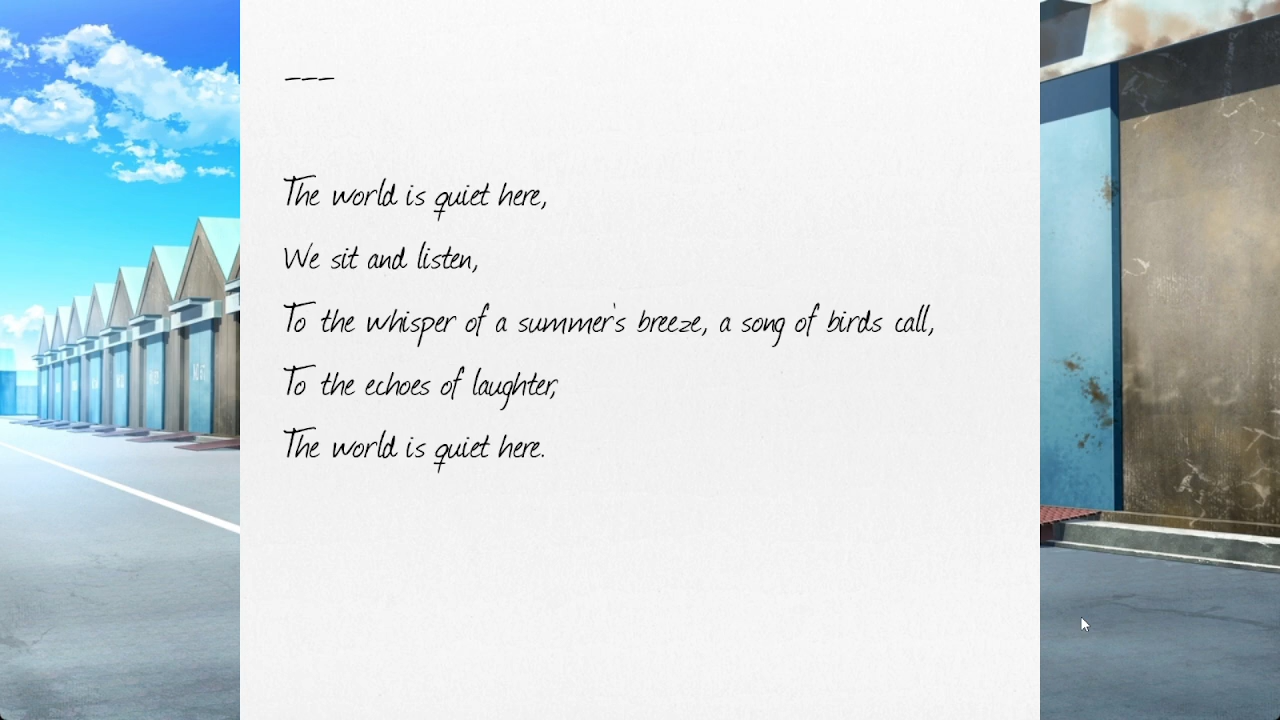 ---
The world is quiet here,
We sit and listen,
To the whisper of a summer's breeze, a song of birds call,
To the echoes of laughter,
The world is quiet here.